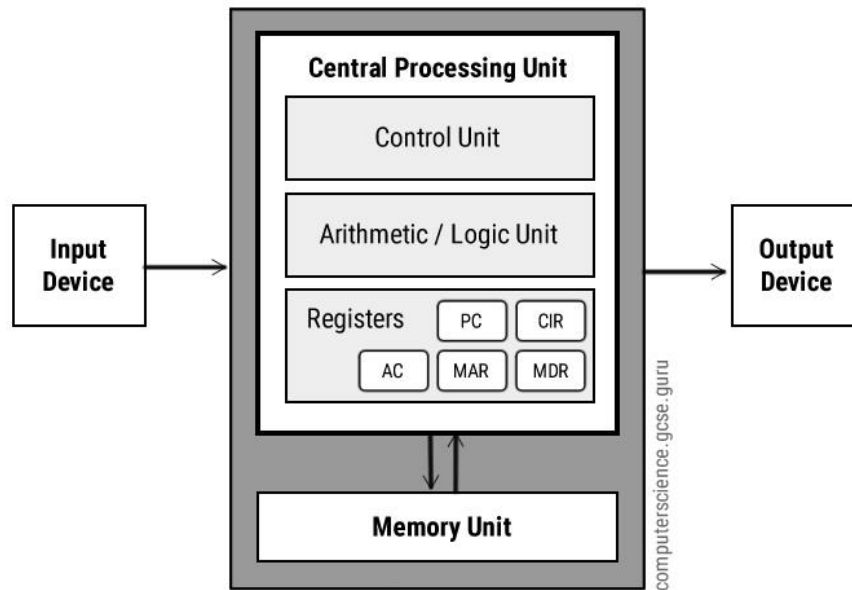 Central Processing Unit
Control Unit
Arithmetic / Logic Unit
Input
Device
Output
Device
Registers
PC
CIR
AC
MAR
MDR
Memory Unit
computerscience.gcse.guru